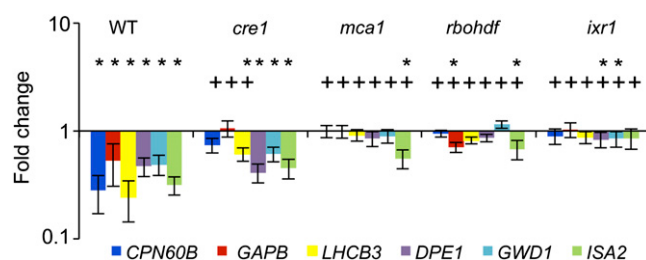 10
WT cre1 mca1 rbohdf ixr1
* * * * * * * * * * * * * * *
+ + + + + + + + + + + + + + + + + + + + +
Fold change
1
0.1
CPN60B GAPB LHCB3 DPE1 GWD1 ISA2